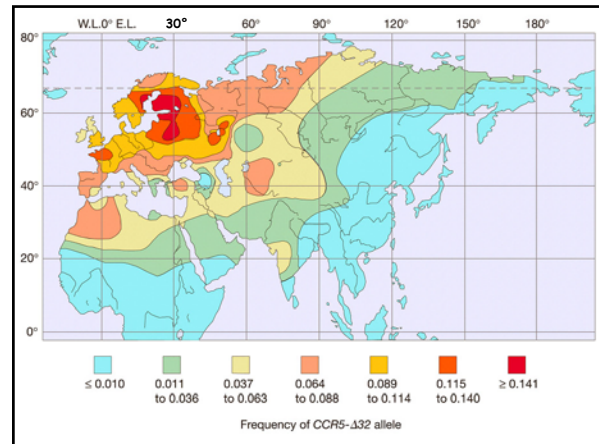 W.L.0° E.L. 30° 60° 90° 120° 150° 180°
80°
60°
40°
20°
0°
≤ 0.010 0.011 0.037 0.064 0.089 0.115 ≥ 0.141
to 0.036 to 0.063 to 0.088 to 0.114 to 0.140
Frequency of CCR5-Δ32 allele